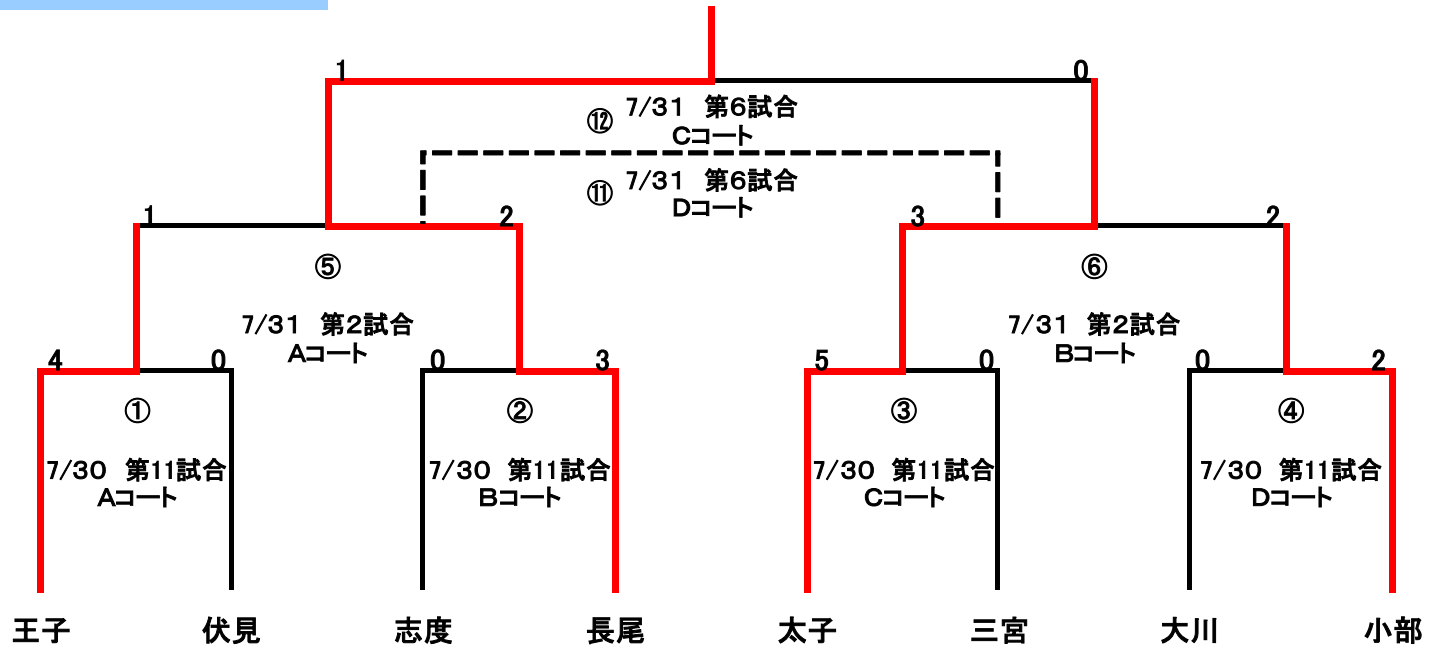 1 0
⑫ 7/31 第6試合
Cコート
⑪ 7/31 第6試合
Dコート
1 2 3 2
⑤ ⑥
7/31 第2試合 7/31 第2試合
Aコート Bコート
4 0 0 3 5 0 0 2
① ② ③ ④
7/30 第11試合 7/30 第11試合 7/30 第11試合 7/30 第11試合
Aコート Bコート Cコート Dコート
王子 伏見 志度 長尾 太子 三宮 大川 小部